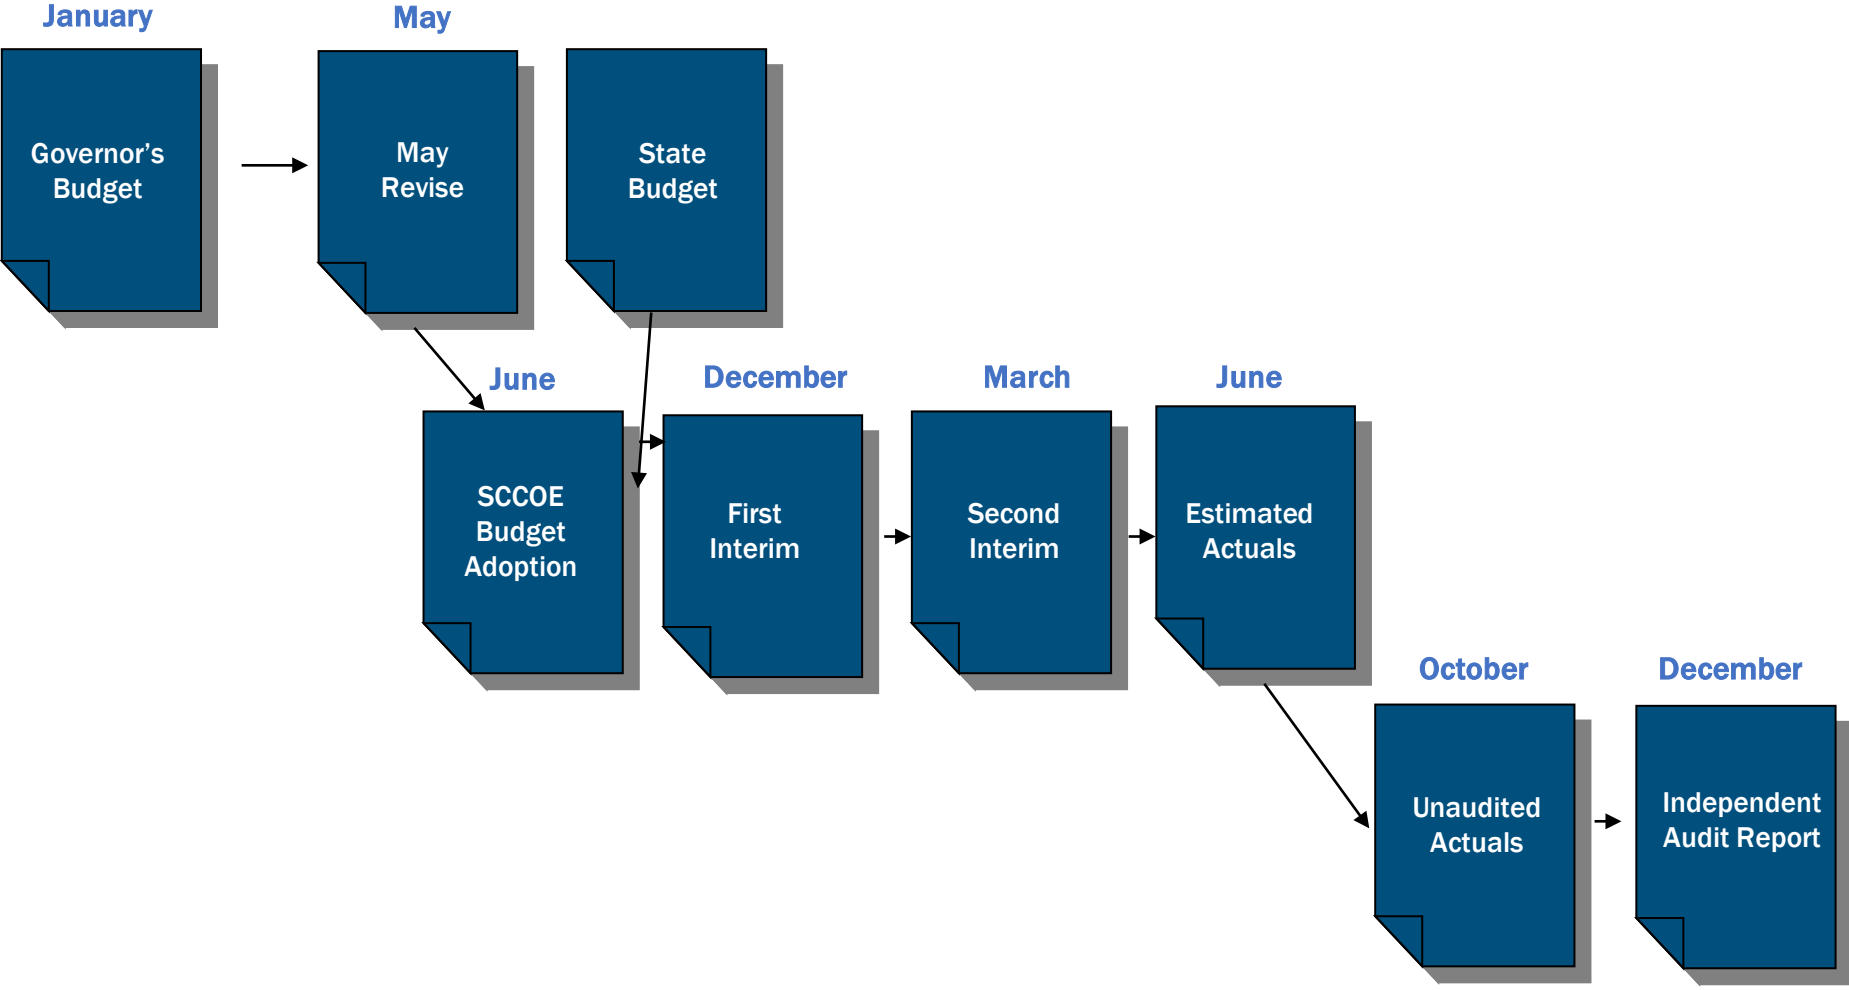 January
May
Governor’s
Budget
May
Revise
State
Budget
June
December
March
June
SCCOE
Budget
Adoption
First
Interim
Second
Interim
Estimated
Actuals
October
December
Unaudited
Actuals
Independent
Audit Report